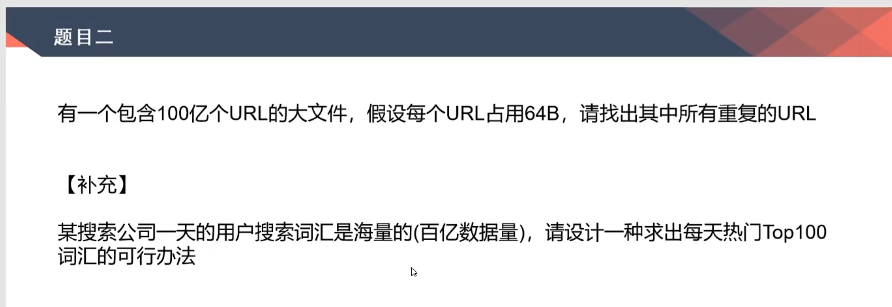 题目二
有一个包含100亿个URL的大文件，假设每个URL占用64B，请找出其中所有重复的URL
【补充】
某搜索公司一天的用户搜索词汇是海量的(百亿数据量)，请设计一种求出每天热门Top100
词汇的可行办法